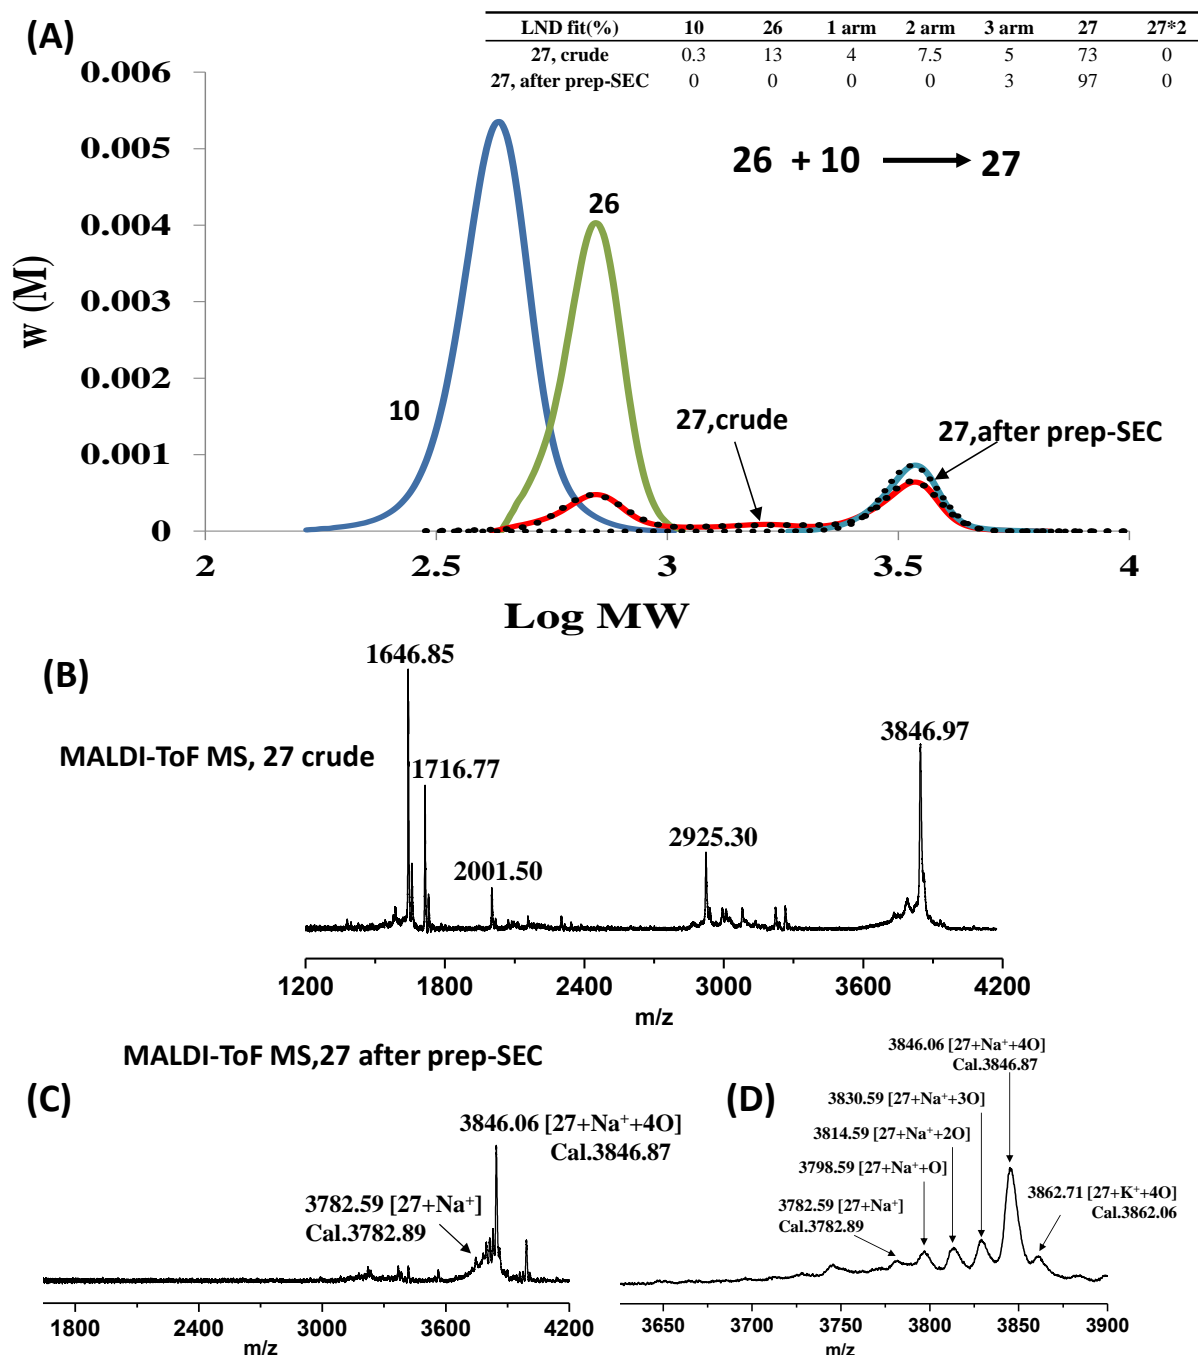 (A)
LND fit(%) 10 26 1 arm 2 arm 3 arm 27 27*2
27, crude 0.3 13 4 7.5 5 73 0
27, after prep-SEC 0 0 0 0 3 97 0
0.006
0.005
0.004
0.003
0.002
0.001
0
w (M)
26 + 10 27
10
26
27,crude
27,after prep-SEC
2 2.5 3 3.5 4
Log MW
(B)
MALDI-ToF MS, 27 crude
1646.85
1716.77
2001.50
2925.30
3846.97
1200 1800 2400 3000 3600 4200
m/z
MALDI-ToF MS,27 after prep-SEC
(C)
3846.06 [27+Na⁺+4O]
Cal.3846.87
3782.59 [27+Na⁺]
Cal.3782.89
1800 2400 3000 3600 4200
m/z
(D)
3846.06 [27+Na⁺+4O]
Cal.3846.87
3830.59 [27+Na⁺+3O]
3814.59 [27+Na⁺+2O]
3798.59 [27+Na⁺+O]
3782.59 [27+Na⁺]
Cal.3782.89
3862.71 [27+K⁺+4O]
Cal.3862.06
3650 3700 3750 3800 3850 3900
m/z